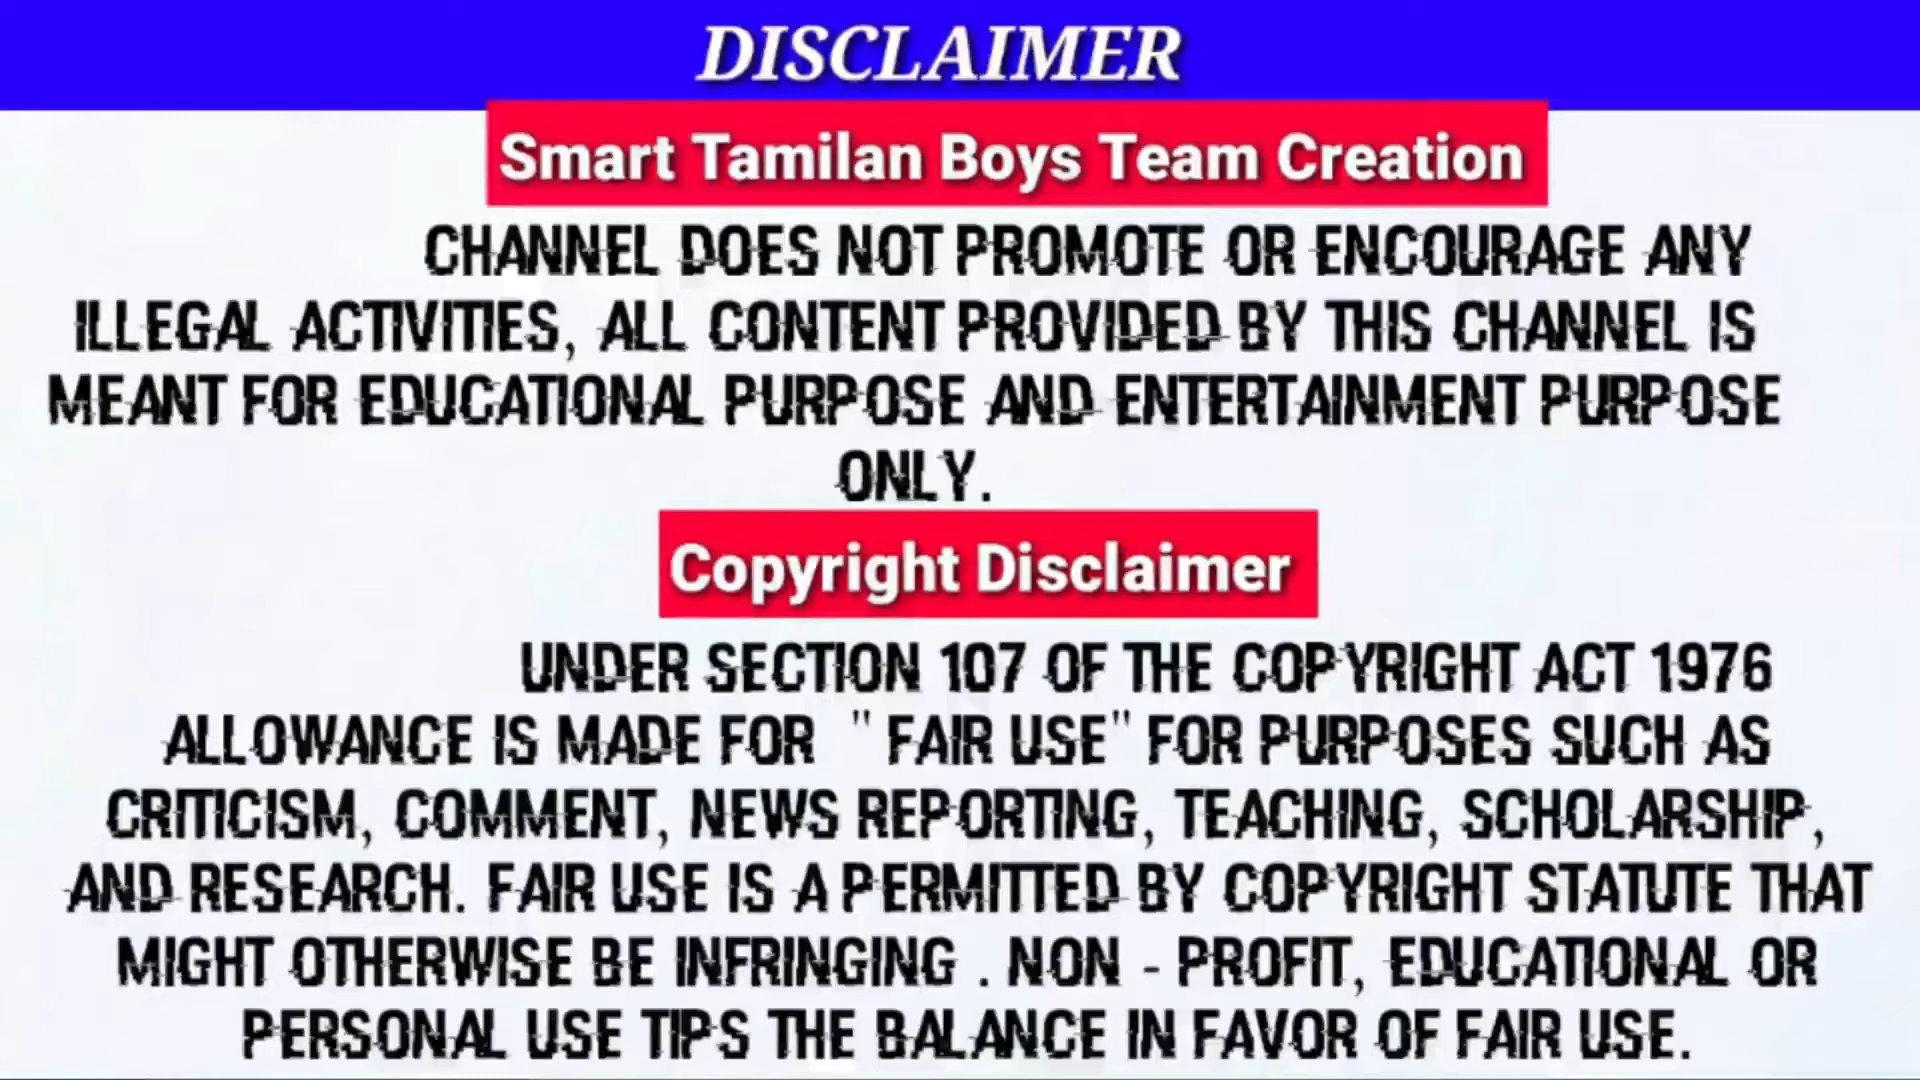 DISCLAIMER
Smart Tamilan Boys Team Creation
CHANNEL DOES NOT PROMOTE OR ENCOURAGE ANY
ILLEGAL ACTIVITIES, ALL CONTENT PROVIDED BY THIS CHANNEL IS
MEANT FOR EDUCATIONAL PURPOSE AND ENTERTAINMENT PURPOSE
ONLY.
Copyright Disclaimer
UNDER SECTION 107 OF THE COPYRIGHT ACT 1976
ALLOWANCE IS MADE FOR " FAIR USE" FOR PURPOSES SUCH AS
CRITICISM, COMMENT, NEWS REPORTING, TEACHING, SCHOLARSHIP,
AND RESEARCH. FAIR USE IS A PERMITTED BY COPYRIGHT STATUTE THAT
MIGHT OTHERWISE BE INFRINGING . NON - PROFIT, EDUCATIONAL OR
PERSONAL USE TIPS THE BALANCE IN FAVOR OF FAIR USE.